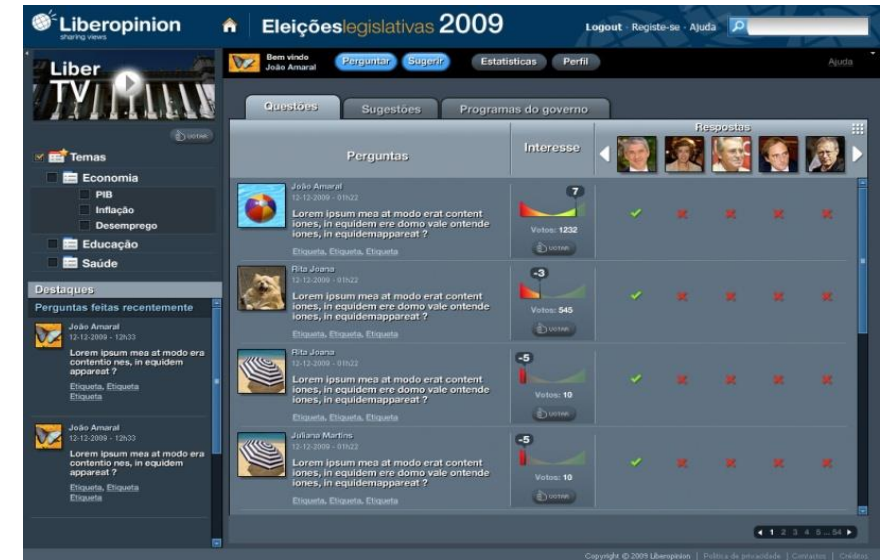 Liberopinion
sharing views
Eleiçõeslegislativas 2009
Logout - Registe-se - Ajuda
Liber
TV
VOTAR
Temas
Economia
PIB
Inflação
Desemprego
Educação
Saúde
Destaques
Perguntas feitas recentemente
João Amaral
12-12-2009 - 12h33
Lorem ipsum mea at modo era
contentio nes, in equidem
appareat ?
Etiqueta, Etiqueta
Etiqueta
João Amaral
12-12-2009 - 12h33
Lorem ipsum mea at modo era
contentio nes, in equidem
appareat ?
Etiqueta, Etiqueta
Etiqueta
Bem vindo
João Amaral
Perguntar
Sugerir
Estatisticas
Perfil
Ajuda
Questões
Sugestões
Programas do governo
Perguntas
Interesse
Respostas
João Amaral
12-12-2009 - 01h22
Lorem ipsum mea at modo erat content
iones, in equidem ere domo vale ontende
iones, in equidemappareat ?
Etiqueta, Etiqueta, Etiqueta
7
Votos: 1232
VOTAR
Rita Joana
12-12-2009 - 01h22
Lorem ipsum mea at modo erat content
iones, in equidem ere domo vale ontende
iones, in equidemappareat ?
Etiqueta, Etiqueta, Etiqueta
-3
Votos: 545
VOTAR
Rita Joana
12-12-2009 - 01h22
Lorem ipsum mea at modo erat content
iones, in equidem ere domo vale ontende
iones, in equidemappareat ?
Etiqueta, Etiqueta, Etiqueta
-5
Votos: 10
VOTAR
Juliana Martins
12-12-2009 - 01h22
Lorem ipsum mea at modo erat content
iones, in equidem ere domo vale ontende
iones, in equidemappareat ?
Etiqueta, Etiqueta, Etiqueta
-5
Votos: 10
VOTAR
1 2 3 4 5 ... 54
Copyright © 2009 Liberopinion | Politica de privacidade | Contactos | Créditos